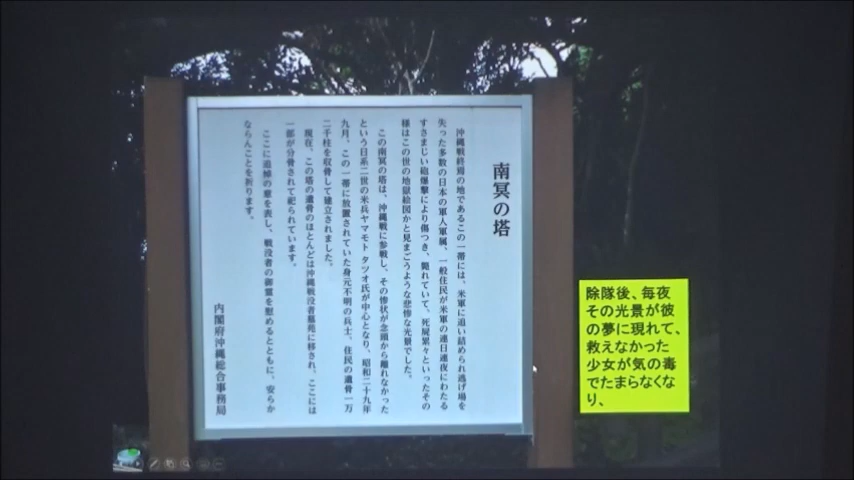 南冥の塔
沖縄戦終焉の地であるこの一帯には、米軍に追い詰められ逃げ場を
失った多数の日本の軍人軍属、一般住民が米軍の連日連夜にわたる
すさまじい砲爆撃により傷つき、斃れていて、死屍累々といったその
様はこの世の地獄絵図かと見まごうような悲惨な光景でした。
この南冥の塔は、沖縄戦に参戦し、その惨状が念頭から離れなかった
という日系二世の米兵ヤマモト タツオ氏が中心となり、昭和二十九年
九月、この一帯に放置されていた身元不明の兵士、住民の遺骨一万
二千柱を収骨して建立されました。
現在、この塔の遺骨のほとんどは沖縄戦没者墓苑に移され、ここには
一部が分骨されて祀られています。
ここに追悼の意を表し、戦没者の御霊を慰めるとともに、安らか
ならんことを祈ります。
内閣府沖縄総合事務局
除隊後、毎夜
その光景が彼
の夢に現れて、
救えなかった
少女が気の毒
でたまらなくな
り、